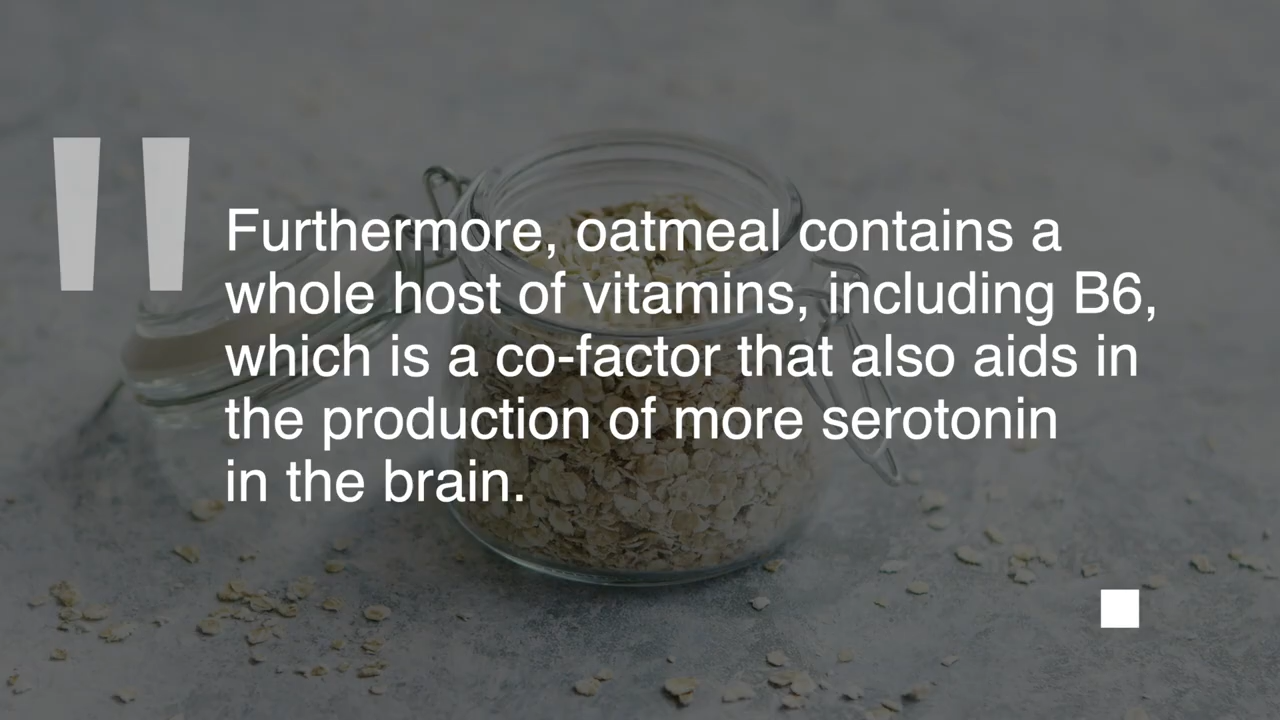 "
Furthermore, oatmeal contains a
whole host of vitamins, including B6,
which is a co-factor that also aids in
the production of more serotonin
in the brain.